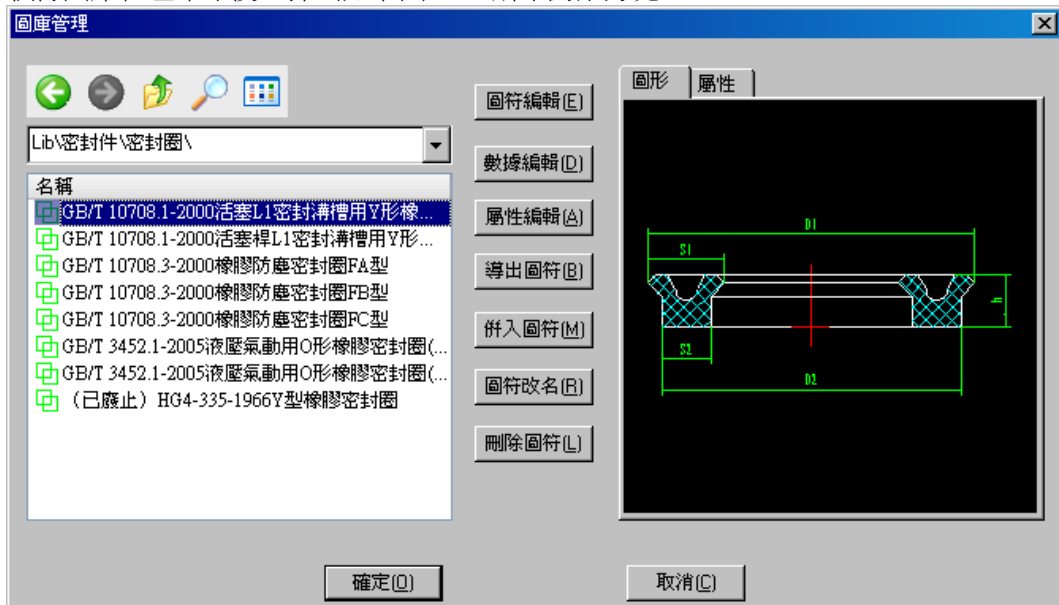 圖庫管理
Lib\密封件\密封圈\
名稱
GB/T 10708.1-2000活塞L1密封溝槽用Y形橡...
GB/T 10708.1-2000活塞桿L1密封溝槽用Y形...
GB/T 10708.3-2000橡膠防塵密封圈FA型
GB/T 10708.3-2000橡膠防塵密封圈FB型
GB/T 10708.3-2000橡膠防塵密封圈FC型
GB/T 3452.1-2005液壓氣動用O形橡膠密封圈(...
GB/T 3452.1-2005液壓氣動用O形橡膠密封圈(...
（已廢止）HG4-335-1966Y型橡膠密封圈
圖符編輯(E)
數據編輯(D)
屬性編輯(A)
導出圖符(B)
併入圖符(M)
圖符改名(R)
刪除圖符(L)
圖形
屬性
D1
S1
h
S2
D2
確定(O)
取消(C)